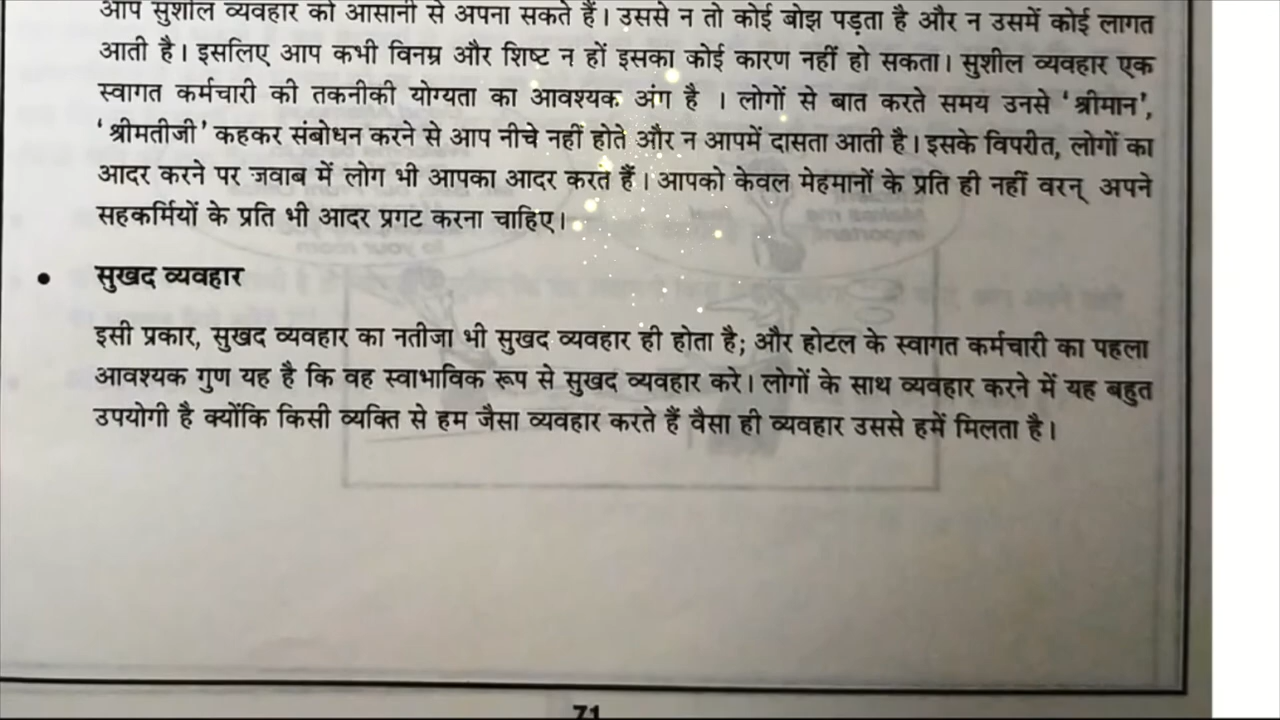 आप सुशील व्यवहार को आसानी से अपना सकते हैं। उससे न तो कोई बोझ पड़ता है और न उसमें कोई लागत
आती है। इसलिए आप कभी विनम्र और शिष्ट न हों इसका कोई कारण नहीं हो सकता। सुशील व्यवहार एक
स्वागत कर्मचारी की तकनीकी योग्यता का आवश्यक अंग है । लोगों से बात करते समय उनसे ‘श्रीमान’,
‘श्रीमतीजी’ कहकर संबोधन करने से आप नीचे नहीं होते और न आपमें दासता आती है। इसके विपरीत, लोगों का
आदर करने पर जवाब में लोग भी आपका आदर करते हैं। आपको केवल मेहमानों के प्रति ही नहीं वरन् अपने
सहकर्मियों के प्रति भी आदर प्रगट करना चाहिए।
• सुखद व्यवहार
इसी प्रकार, सुखद व्यवहार का नतीजा भी सुखद व्यवहार ही होता है; और होटल के स्वागत कर्मचारी का पहला
आवश्यक गुण यह है कि वह स्वाभाविक रूप से सुखद व्यवहार करे। लोगों के साथ व्यवहार करने में यह बहुत
उपयोगी है क्योंकि किसी व्यक्ति से हम जैसा व्यवहार करते हैं वैसा ही व्यवहार उससे हमें मिलता है।
71